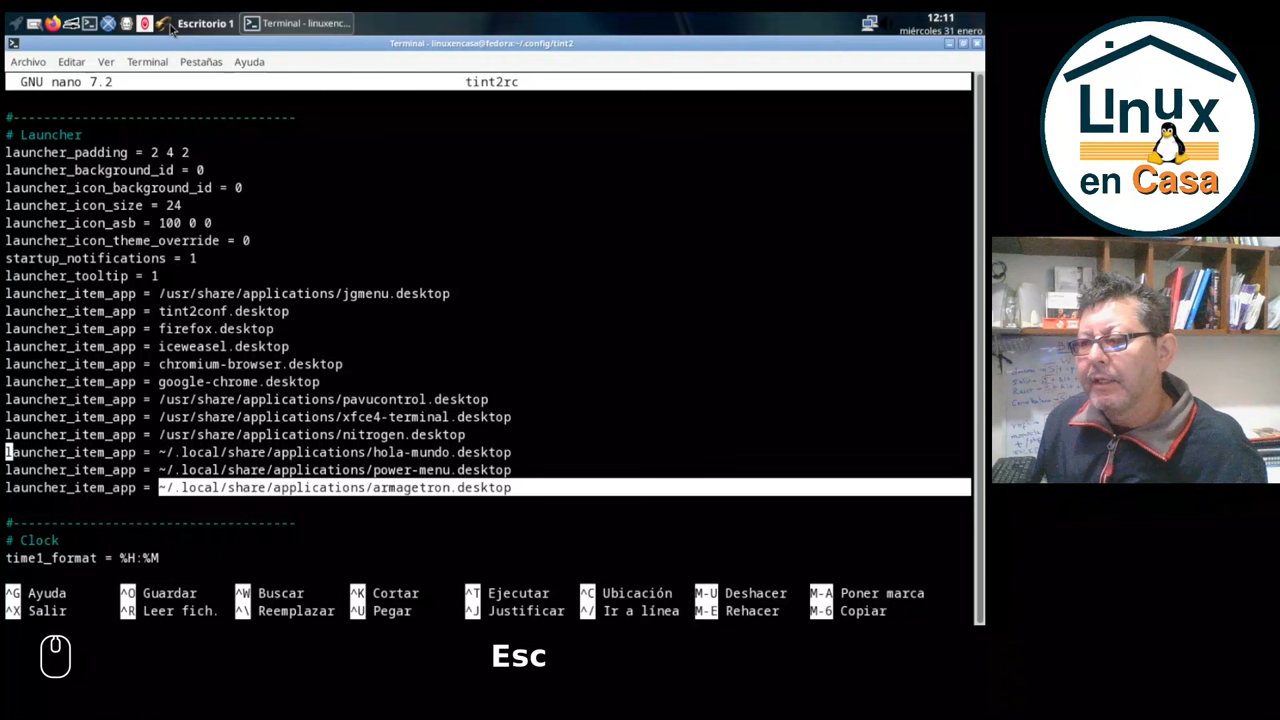 Escritorio 1
Terminal - linuxenc...
12:11
miércoles 31 enero
Terminal - linuxencasa@fedora:~/.config/tint2
Archivo Editar Ver Terminal Pestañas Ayuda
GNU nano 7.2 tint2rc
#-----------------------------------
# Launcher
launcher_padding = 2 4 2
launcher_background_id = 0
launcher_icon_background_id = 0
launcher_icon_size = 24
launcher_icon_asb = 100 0 0
launcher_icon_theme_override = 0
startup_notifications = 1
launcher_tooltip = 1
launcher_item_app = /usr/share/applications/jgmenu.desktop
launcher_item_app = tint2conf.desktop
launcher_item_app = firefox.desktop
launcher_item_app = iceweasel.desktop
launcher_item_app = chromium-browser.desktop
launcher_item_app = google-chrome.desktop
launcher_item_app = /usr/share/applications/pavucontrol.desktop
launcher_item_app = /usr/share/applications/xfce4-terminal.desktop
launcher_item_app = /usr/share/applications/nitrogen.desktop
launcher_item_app = ~/.local/share/applications/hola-mundo.desktop
launcher_item_app = ~/.local/share/applications/power-menu.desktop
launcher_item_app = ~/.local/share/applications/armagetron.desktop
#-----------------------------------
# Clock
time1_format = %H:%M
^G Ayuda ^O Guardar ^W Buscar ^K Cortar ^T Ejecutar ^C Ubicación M-U Deshacer M-A Poner marca
^X Salir ^R Leer fich. ^\ Reemplazar ^U Pegar ^J Justificar ^/ Ir a línea M-E Rehacer M-6 Copiar
Esc
Linux
en Casa